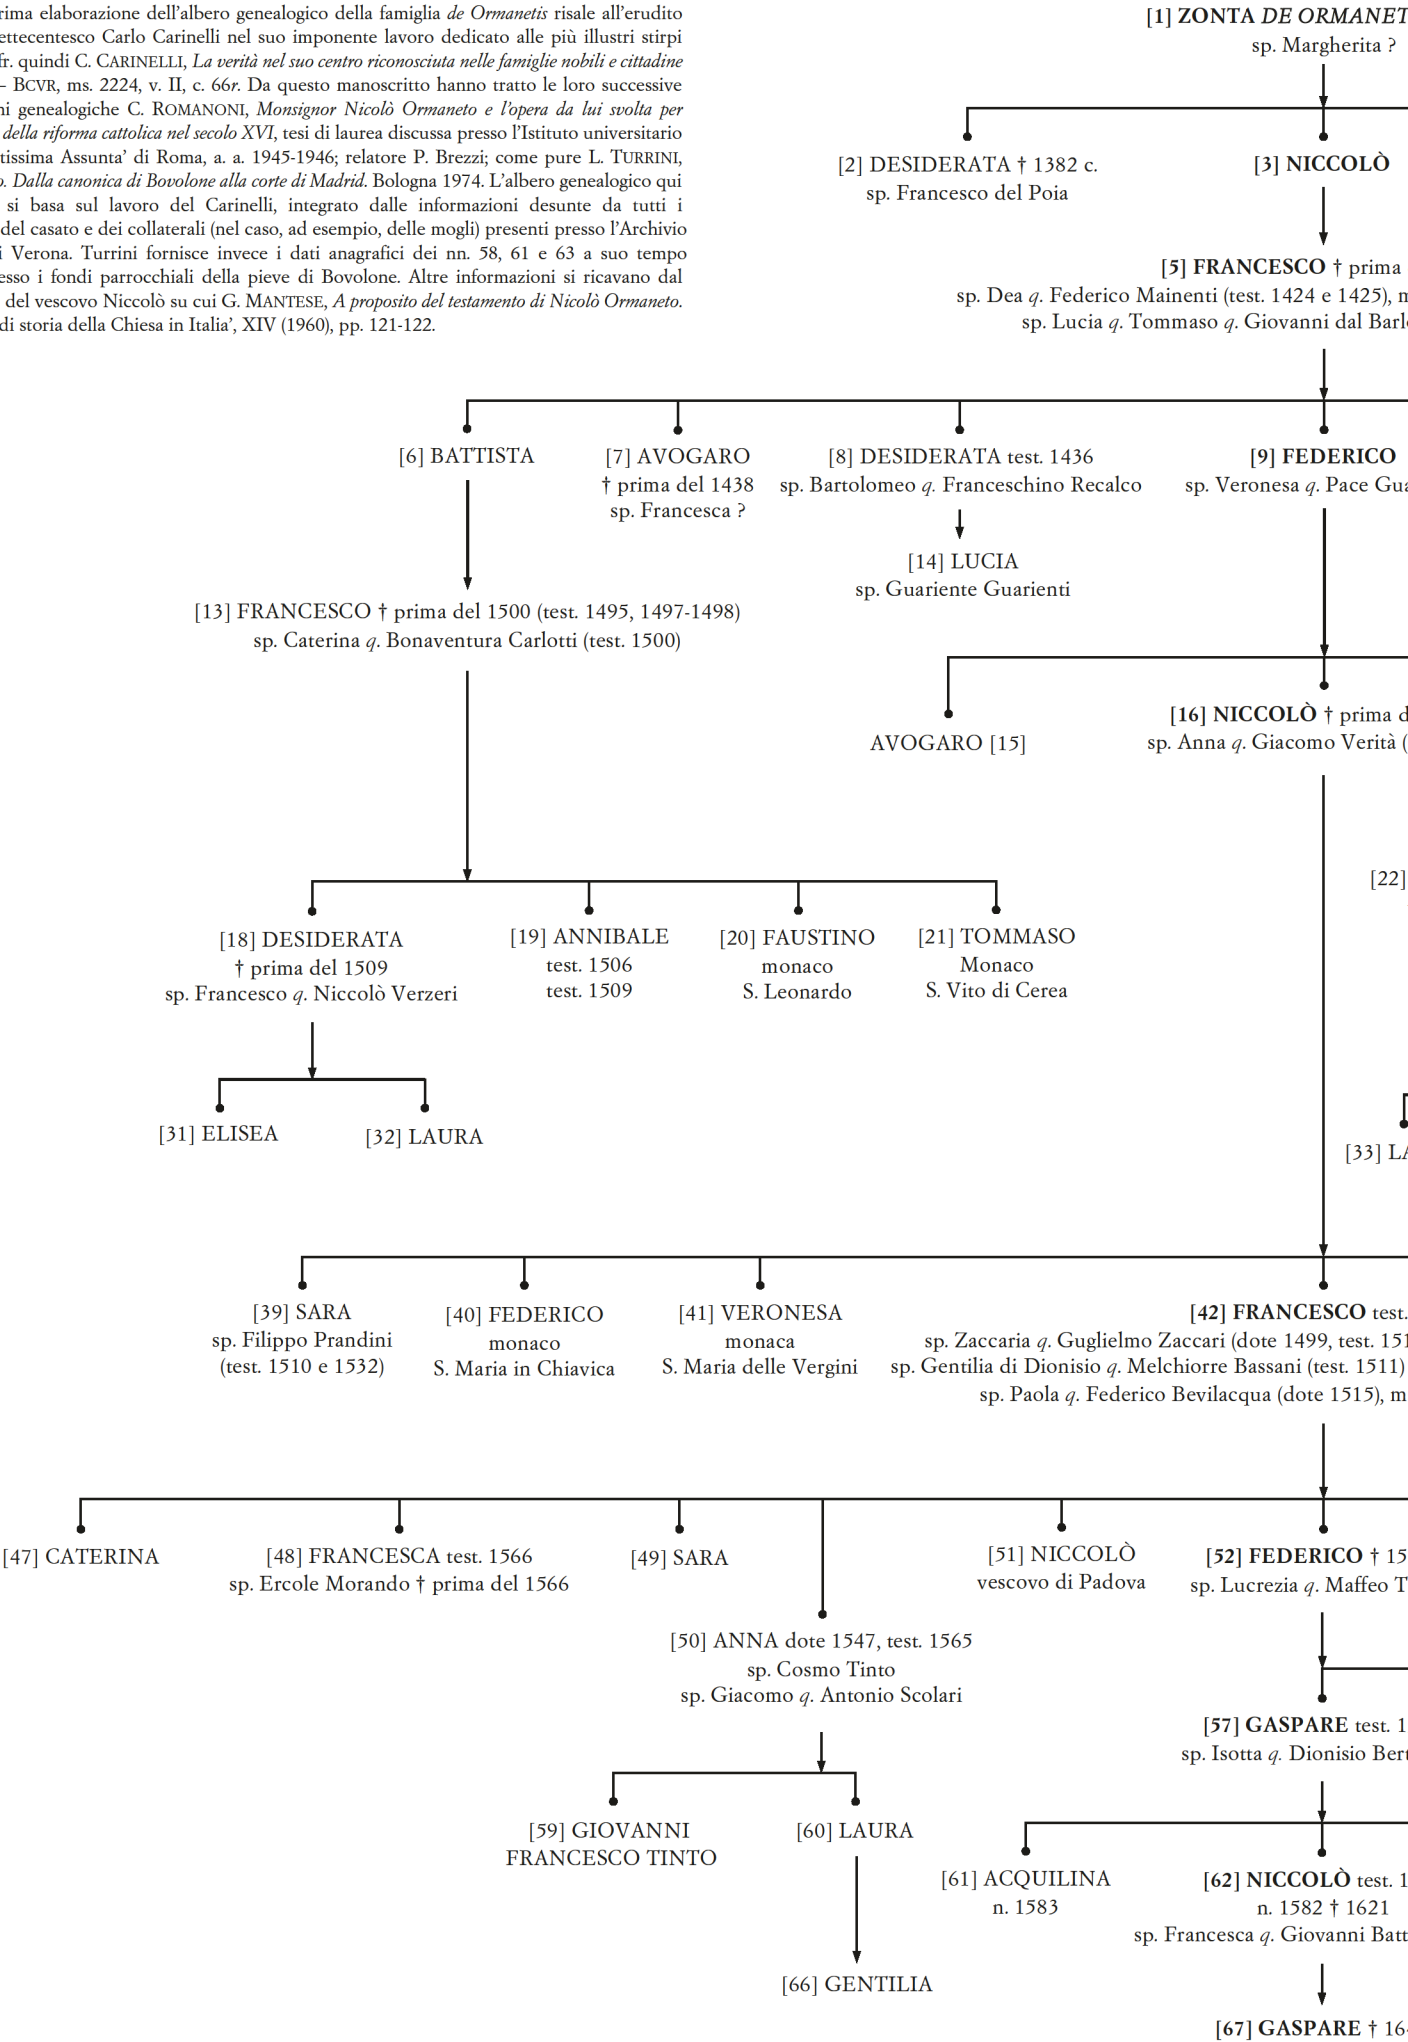 rima elaborazione dell’albero genealogico della famiglia de Ormanetis risale all’erudito
ettecentesco Carlo Carinelli nel suo imponente lavoro dedicato alle più illustri stirpi
fr. quindi C. CARINELLI, La verità nel suo centro riconosciuta nelle famiglie nobili e cittadine
– BCVR, ms. 2224, v. II, c. 66r. Da questo manoscritto hanno tratto le loro successive
ni genealogiche C. ROMANONI, Monsignor Nicolò Ormaneto e l’opera da lui svolta per
della riforma cattolica nel secolo XVI, tesi di laurea discussa presso l’Istituto universitario
tissima Assunta’ di Roma, a. a. 1945-1946; relatore P. Brezzi; come pure L. TURRINI,
o. Dalla canonica di Bovolone alla corte di Madrid. Bologna 1974. L’albero genealogico qui
si basa sul lavoro del Carinelli, integrato dalle informazioni desunte da tutti i
del casato e dei collaterali (nel caso, ad esempio, delle mogli) presenti presso l’Archivio
i Verona. Turrini fornisce invece i dati anagrafici dei nn. 58, 61 e 63 a suo tempo
esso i fondi parrocchiali della pieve di Bovolone. Altre informazioni si ricavano dal
del vescovo Niccolò su cui G. MANTESE, A proposito del testamento di Nicolò Ormaneto.
di storia della Chiesa in Italia’, XIV (1960), pp. 121-122.
[1] ZONTA DE ORMANET
sp. Margherita ?
[2] DESIDERATA † 1382 c.
sp. Francesco del Poia
[3] NICCOLÒ
[5] FRANCESCO † prima
sp. Dea q. Federico Mainenti (test. 1424 e 1425), m
sp. Lucia q. Tommaso q. Giovanni dal Barl
[6] BATTISTA
[7] AVOGARO
† prima del 1438
sp. Francesca ?
[8] DESIDERATA test. 1436
sp. Bartolomeo q. Franceschino Recalco
[9] FEDERICO
sp. Veronesa q. Pace Gua
[14] LUCIA
sp. Guariente Guarienti
[13] FRANCESCO † prima del 1500 (test. 1495, 1497-1498)
sp. Caterina q. Bonaventura Carlotti (test. 1500)
AVOGARO [15]
[16] NICCOLÒ † prima d
sp. Anna q. Giacomo Verità (
[22]
[18] DESIDERATA
† prima del 1509
sp. Francesco q. Niccolò Verzeri
[19] ANNIBALE
test. 1506
test. 1509
[20] FAUSTINO
monaco
S. Leonardo
[21] TOMMASO
Monaco
S. Vito di Cerea
[31] ELISEA
[32] LAURA
[33] LA
[39] SARA
sp. Filippo Prandini
(test. 1510 e 1532)
[40] FEDERICO
monaco
S. Maria in Chiavica
[41] VERONESA
monaca
S. Maria delle Vergini
[42] FRANCESCO test.
sp. Zaccaria q. Guglielmo Zaccari (dote 1499, test. 151
sp. Gentilia di Dionisio q. Melchiorre Bassani (test. 1511)
sp. Paola q. Federico Bevilacqua (dote 1515), m
[47] CATERINA
[48] FRANCESCA test. 1566
sp. Ercole Morando † prima del 1566
[49] SARA
[50] ANNA dote 1547, test. 1565
sp. Cosmo Tinto
sp. Giacomo q. Antonio Scolari
[51] NICCOLÒ
vescovo di Padova
[52] FEDERICO † 15
sp. Lucrezia q. Maffeo T
[57] GASPARE test. 1
sp. Isotta q. Dionisio Bert
[59] GIOVANNI
FRANCESCO TINTO
[60] LAURA
[61] ACQUILINA
n. 1583
[62] NICCOLÒ test. 1
n. 1582 † 1621
sp. Francesca q. Giovanni Batt
[66] GENTILIA
[67] GASPARE † 164